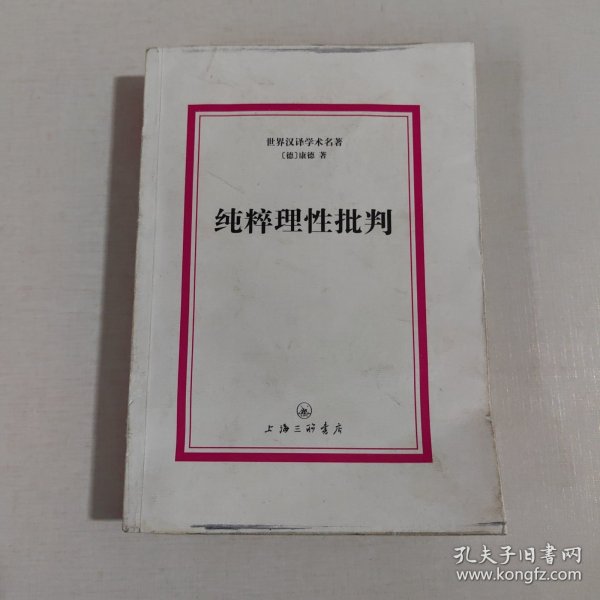 世界汉译学术名著
〔德〕康德 著
纯粹理性批判
上海三联书店
孔夫子旧书网
www.kongfz.com